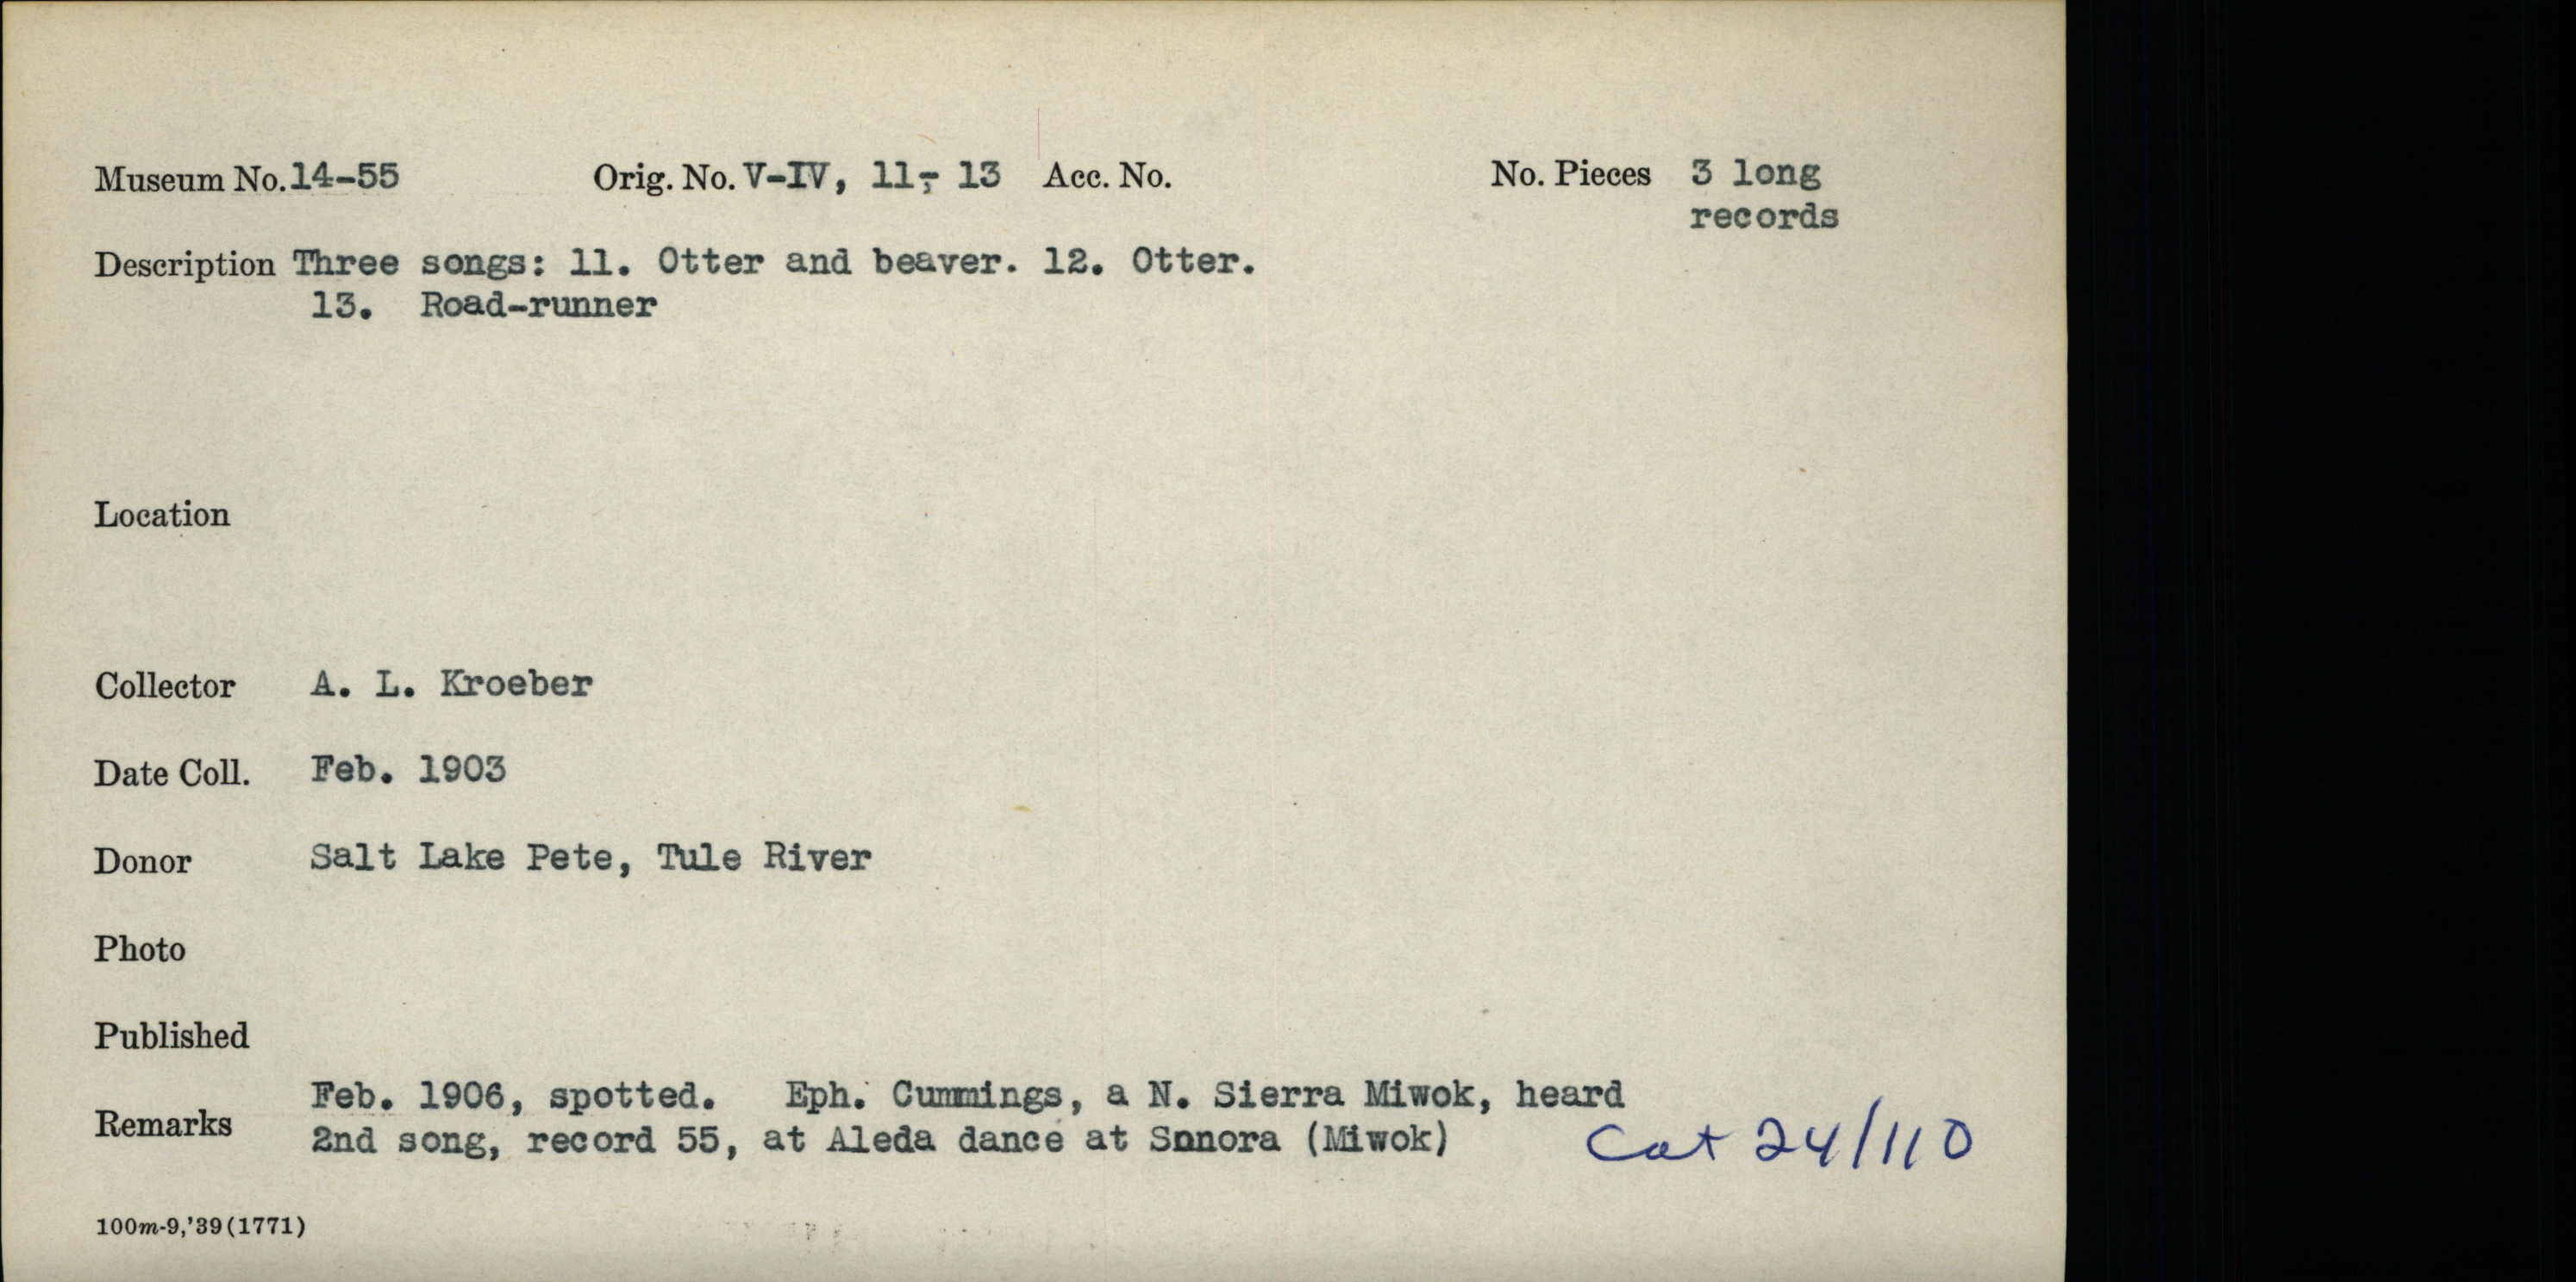 Museum No. 14-55 Orig. No. V-IV, 11- 13 Acc. No. No. Pieces 3 long
records
Description Three songs: 11. Otter and beaver. 12. Otter.
13. Road-runner
Location
Collector A. L. Kroeber
Date Coll. Feb. 1903
Donor Salt Lake Pete, Tule River
Photo
Published
Remarks Feb. 1906, spotted. Eph. Cummings, a N. Sierra Miwok, heard
2nd song, record 55, at Aleda dance at Snnora (Miwok) Cat 24/110
100m-9,'39(1771)